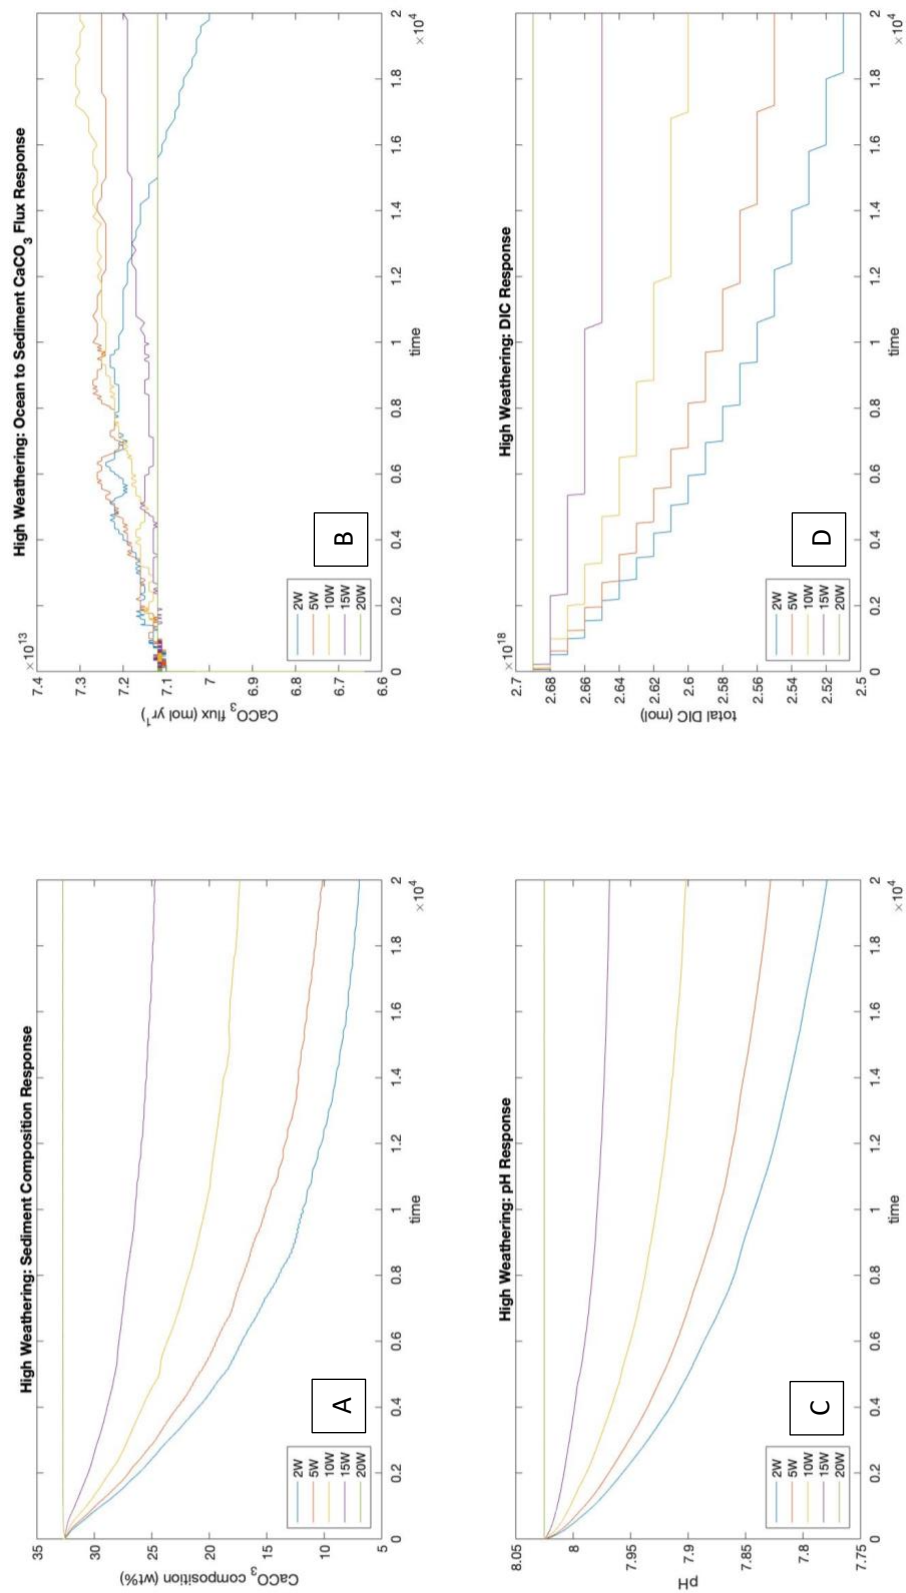 High Weathering: Sediment Composition Response
CaCO3 composition (wt%)
35
30
25
20
15
10
5
0 0.2 0.4 0.6 0.8 1 1.2 1.4 1.6 1.8 2
×10^4
time
2W
5W
10W
15W
20W
A
High Weathering: Ocean to Sediment CaCO3 Flux Response
×10^13
CaCO3 flux (mol yr^1)
7.4
7.3
7.2
7.1
7
6.9
6.8
6.7
6.6
0 0.2 0.4 0.6 0.8 1 1.2 1.4 1.6 1.8 2
×10^4
time
2W
5W
10W
15W
20W
B
High Weathering: pH Response
pH
8.05
8
7.95
7.9
7.85
7.8
7.75
0 0.2 0.4 0.6 0.8 1 1.2 1.4 1.6 1.8 2
×10^4
time
2W
5W
10W
15W
20W
C
High Weathering: DIC Response
×10^18
total DIC (mol)
2.7
2.68
2.66
2.64
2.62
2.6
2.58
2.56
2.54
2.52
2.5
0 0.2 0.4 0.6 0.8 1 1.2 1.4 1.6 1.8 2
×10^4
time
2W
5W
10W
15W
20W
D